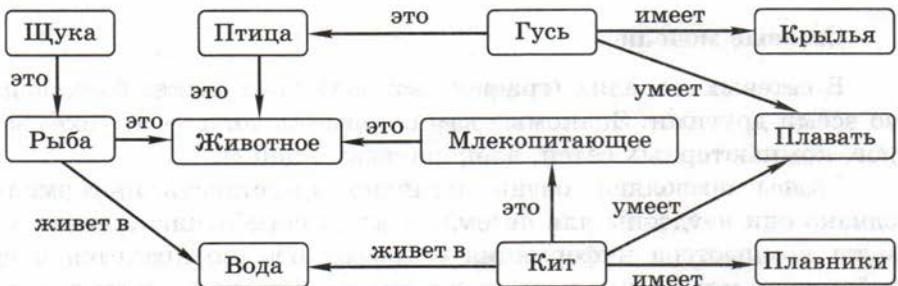 это имеет
Щука Птица Гусь Крылья
это это умеет
Рыба это Животное это Млекопитающее Плавать
живет в это умеет
Вода живет в Кит Плавники
имеет